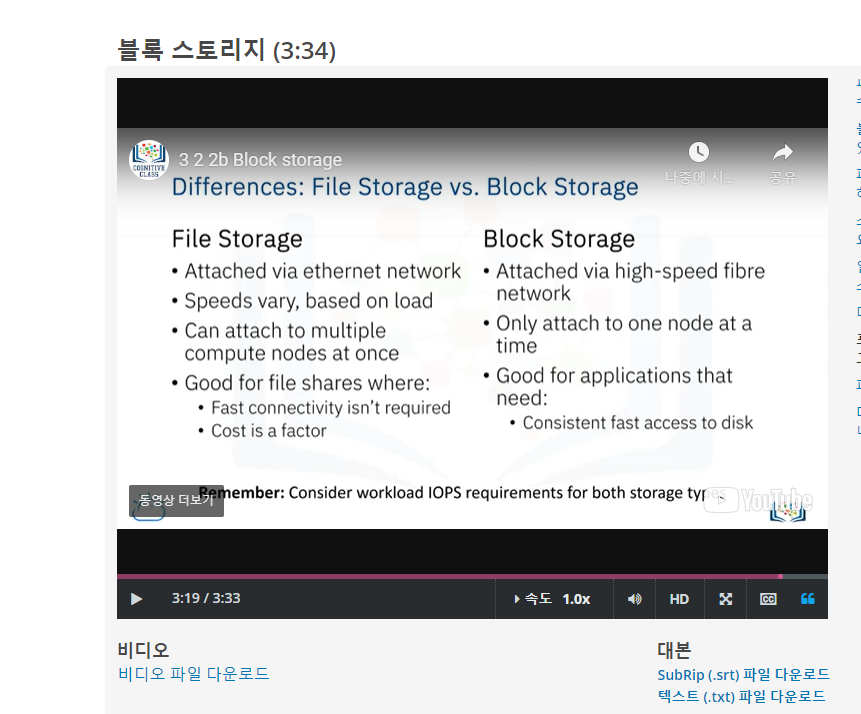 블록 스토리지 (3:34)
COGNITIVE
CLASS
3 2 2b Block storage
나중에 시...
공유
Differences: File Storage vs. Block Storage
File Storage
• Attached via ethernet network
• Speeds vary, based on load
• Can attach to multiple
compute nodes at once
• Good for file shares where:
• Fast connectivity isn't required
• Cost is a factor
Block Storage
• Attached via high-speed fibre
network
• Only attach to one node at a
time
• Good for applications that
need:
• Consistent fast access to disk
동영상 더보기
Remember: Consider workload IOPS requirements for both storage types
YouTube
3:19 / 3:33
속도 1.0x
HD
CC
비디오
비디오 파일 다운로드
대본
SubRip (.srt) 파일 다운로드
텍스트 (.txt) 파일 다운로드